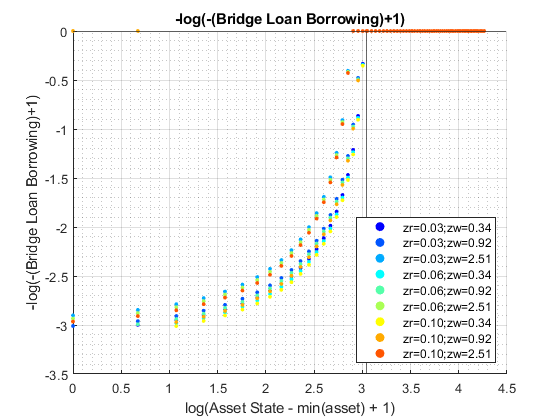 -log(-(Bridge Loan Borrowing)+1)
-log(-(Bridge Loan Borrowing)+1)
0
-0.5
-1
-1.5
-2
-2.5
-3
-3.5
zr=0.03;zw=0.34
zr=0.03;zw=0.92
zr=0.03;zw=2.51
zr=0.06;zw=0.34
zr=0.06;zw=0.92
zr=0.06;zw=2.51
zr=0.10;zw=0.34
zr=0.10;zw=0.92
zr=0.10;zw=2.51
0 0.5 1 1.5 2 2.5 3 3.5 4 4.5
log(Asset State - min(asset) + 1)